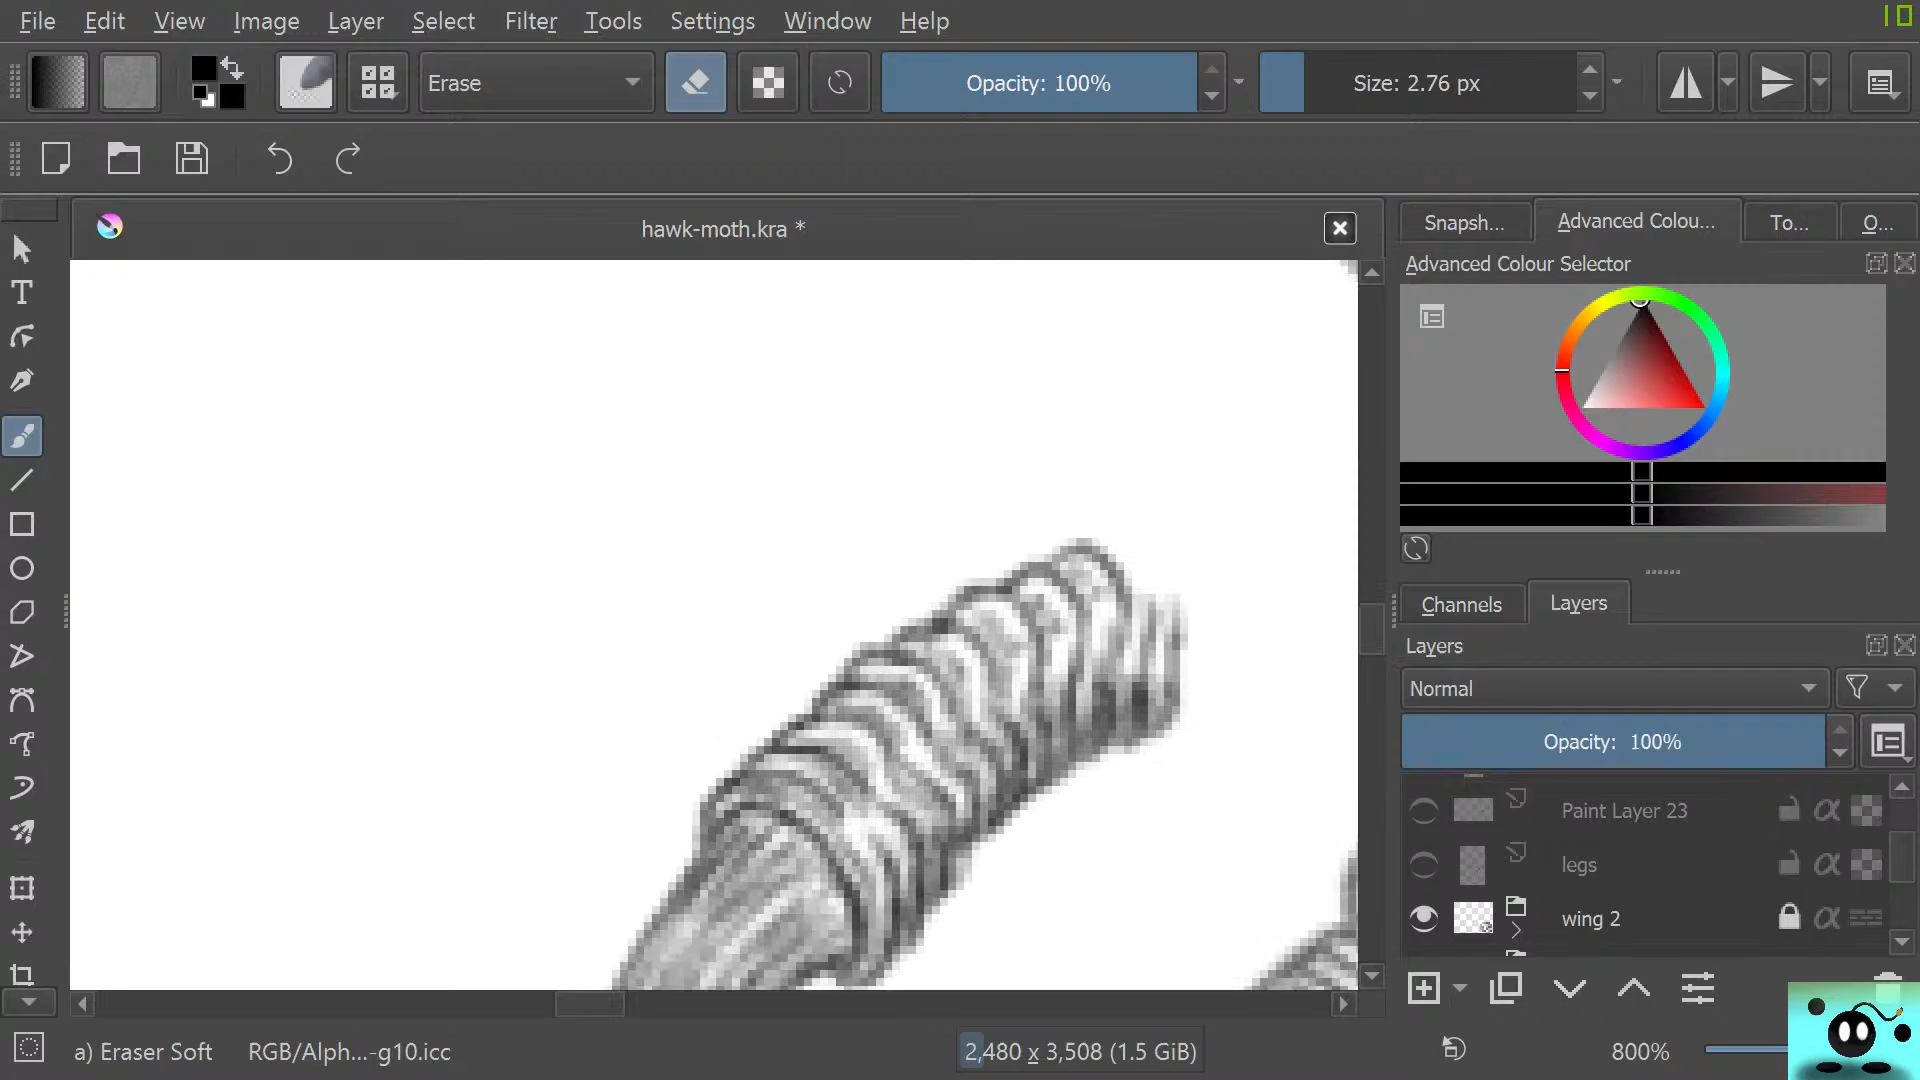 File Edit View Image Layer Select Filter Tools Settings Window Help
10
Erase
Opacity: 100%
Size: 2.76 px
hawk-moth.kra *
Snapsh... Advanced Colou... To... O...
Advanced Colour Selector
Channels Layers
Layers
Normal
Opacity: 100%
Paint Layer 23
legs
wing 2
a) Eraser Soft RGB/Alph...-g10.icc 2,480 x 3,508 (1.5 GiB) 800%